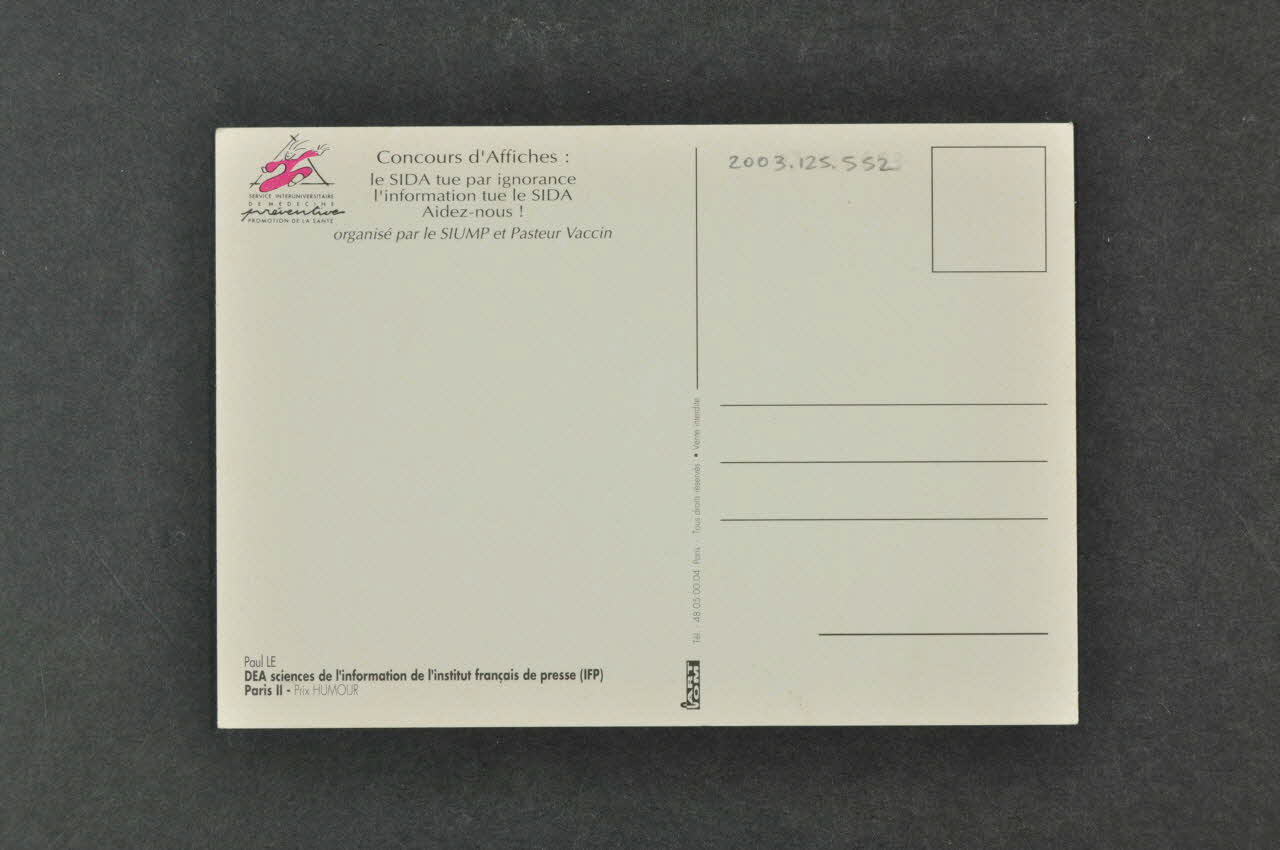 SERVICE INTERUNIVERSITAIRE
DE MÉDECINE
préventive
PROMOTION DE LA SANTÉ
Concours d'Affiches :
le SIDA tue par ignorance
l'information tue le SIDA
Aidez-nous !
organisé par le SIUMP et Pasteur Vaccin
2003.125.552
Paul LE
DEA sciences de l'information de l'institut français de presse (IFP)
Paris II - Prix HUMOUR
Tél. : 48.05.00.04 Paris - Tous droits réservés • Vente interdite